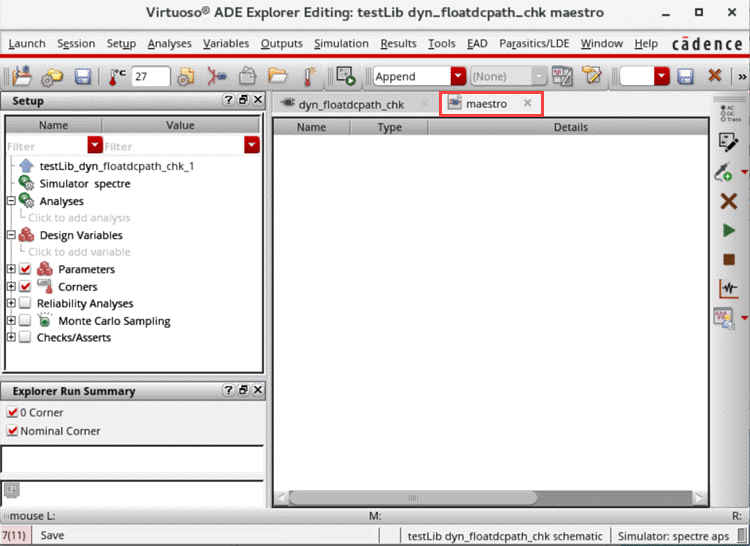 Virtuoso® ADE Explorer Editing: testLib dyn_floatdcpath_chk maestro
Launch Session Setup Analyses Variables Outputs Simulation Results Tools EAD Parasitics/LDE Window Help cādence
°C 27 Append (None) »
Setup
Name Value
Filter Filter
testLib_dyn_floatdcpath_chk_1
Simulator spectre
Analyses
Click to add analysis
Design Variables
Click to add variable
Parameters
Corners
Reliability Analyses
Monte Carlo Sampling
Checks/Asserts
Explorer Run Summary
0 Corner
Nominal Corner
dyn_floatdcpath_chk maestro
Name Type Details
AC
DC
Trans
mouse L: M: R:
7(11) Save testLib dyn_floatdcpath_chk schematic Simulator: spectre aps